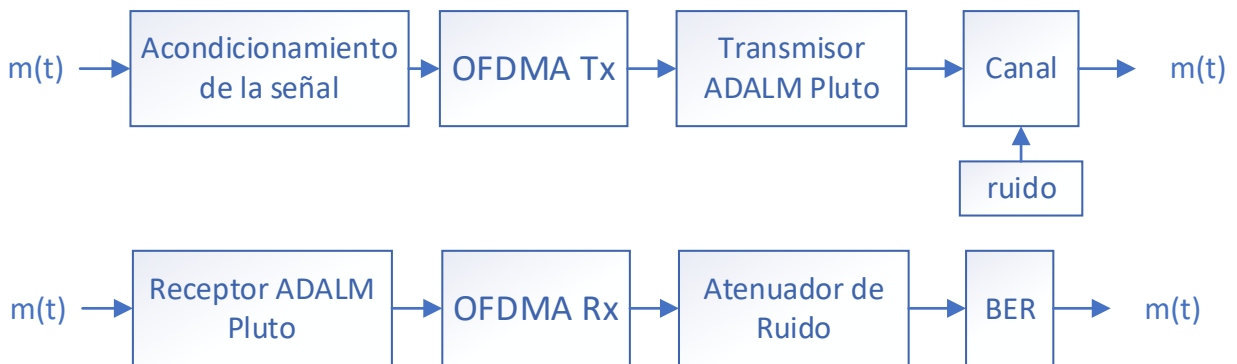 m(t)
Acondicionamiento
de la señal
OFDMA Tx
Transmisor
ADALM Pluto
Canal
m(t)
ruido
m(t)
Receptor ADALM
Pluto
OFDMA Rx
Atenuador de
Ruido
BER
m(t)